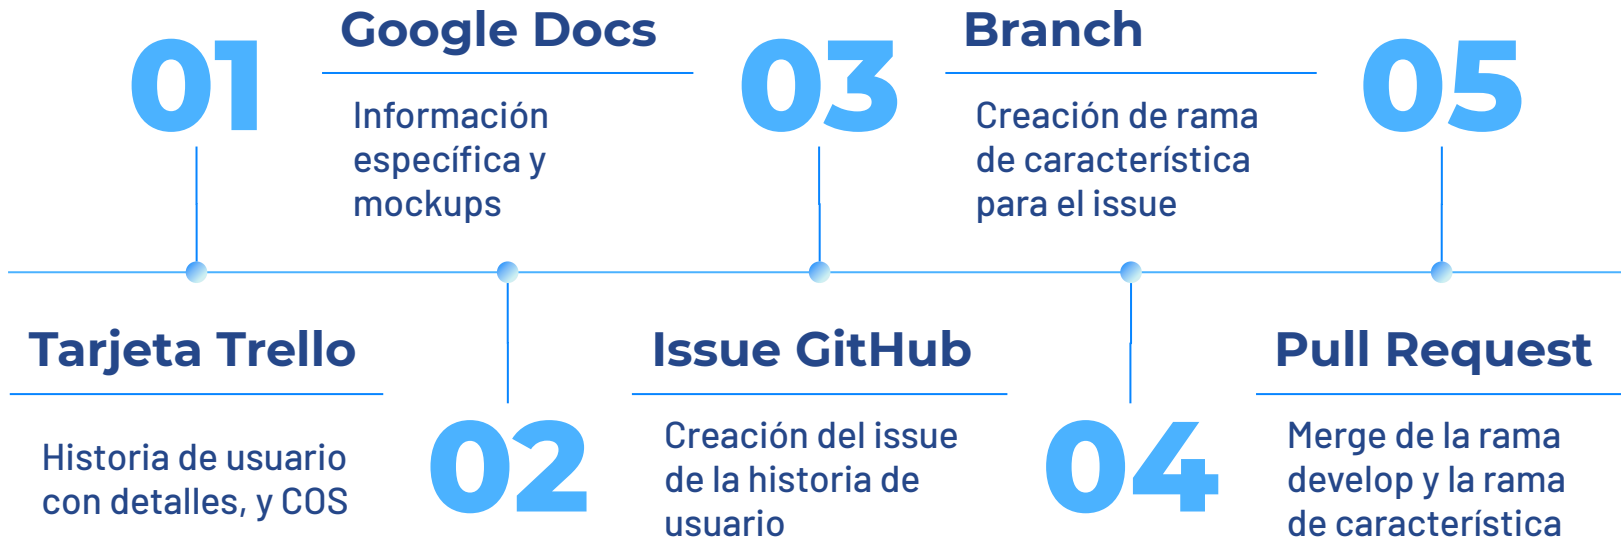 01
Tarjeta Trello
Historia de usuario
con detalles, y COS
Google Docs
Información
específica y
mockups
02
03
Issue GitHub
Creación del issue
de la historia de
usuario
Branch
Creación de rama
de característica
para el issue
04
05
Pull Request
Merge de la rama
develop y la rama
de característica